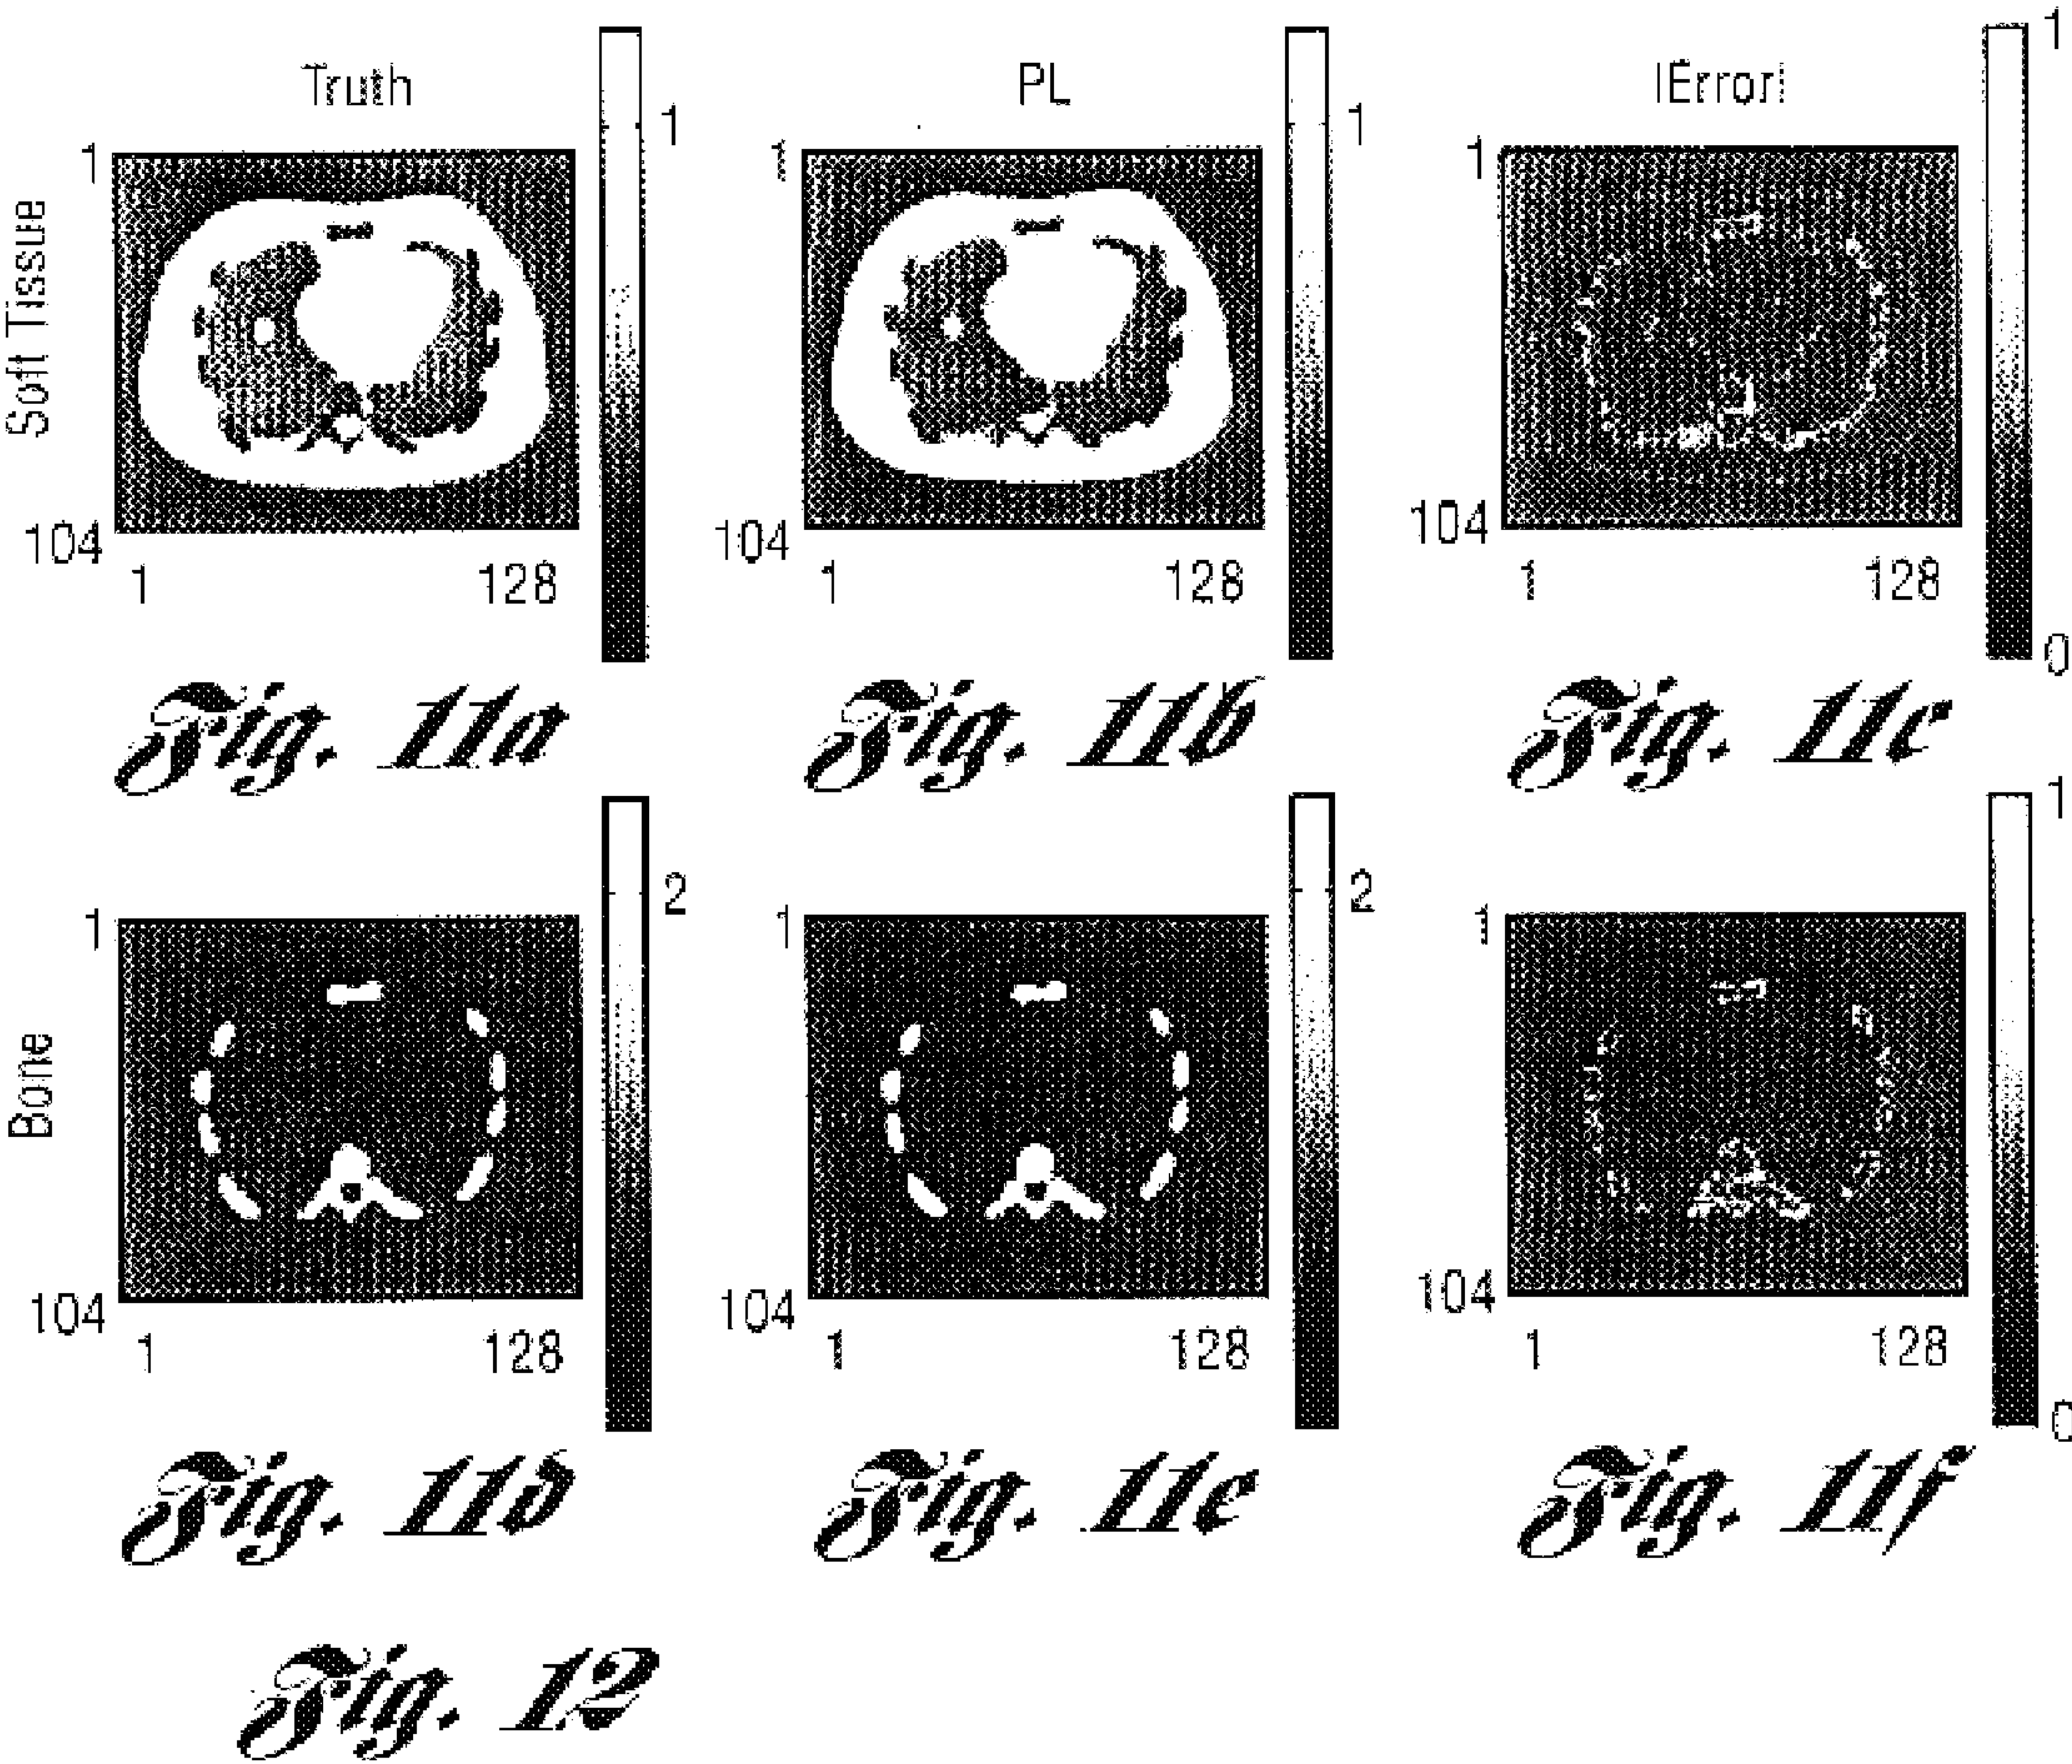 Truth PL |Error|
1 1 1
1 1 1
Soft Tissue
104 104 104
1 128 1 128 1 128
0
Fig. 11a Fig. 11b Fig. 11c
1
2 2
1 1 1
Bone
104 104 104
1 128 1 128 1 128
0
Fig. 11d Fig. 11e Fig. 11f
Fig. 12